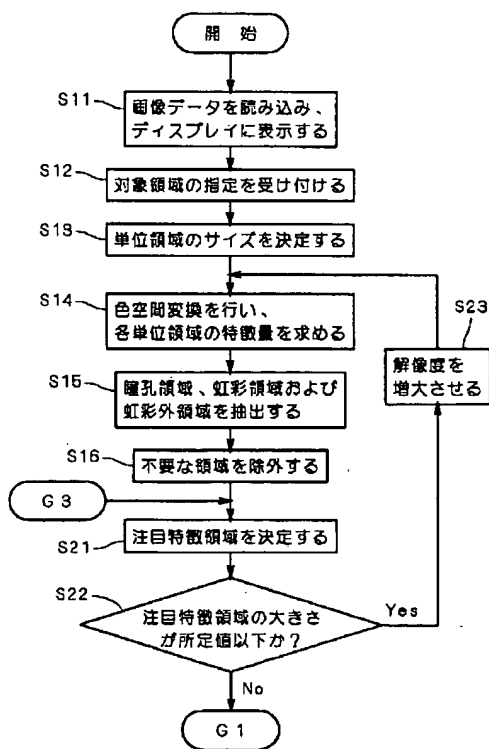 開始
S11
画像データを読み込み、
ディスプレイに表示する
S12
対象領域の指定を受け付ける
S13
単位領域のサイズを決定する
S14
色空間変換を行い、
各単位領域の特徴量を求める
S23
解像度を
増大させる
S15
瞳孔領域、虹彩領域および
虹彩外領域を抽出する
S16
不要な領域を除外する
G3
S21
注目特徴領域を決定する
S22
注目特徴領域の大きさ
が所定値以下か?
Yes
No
G1